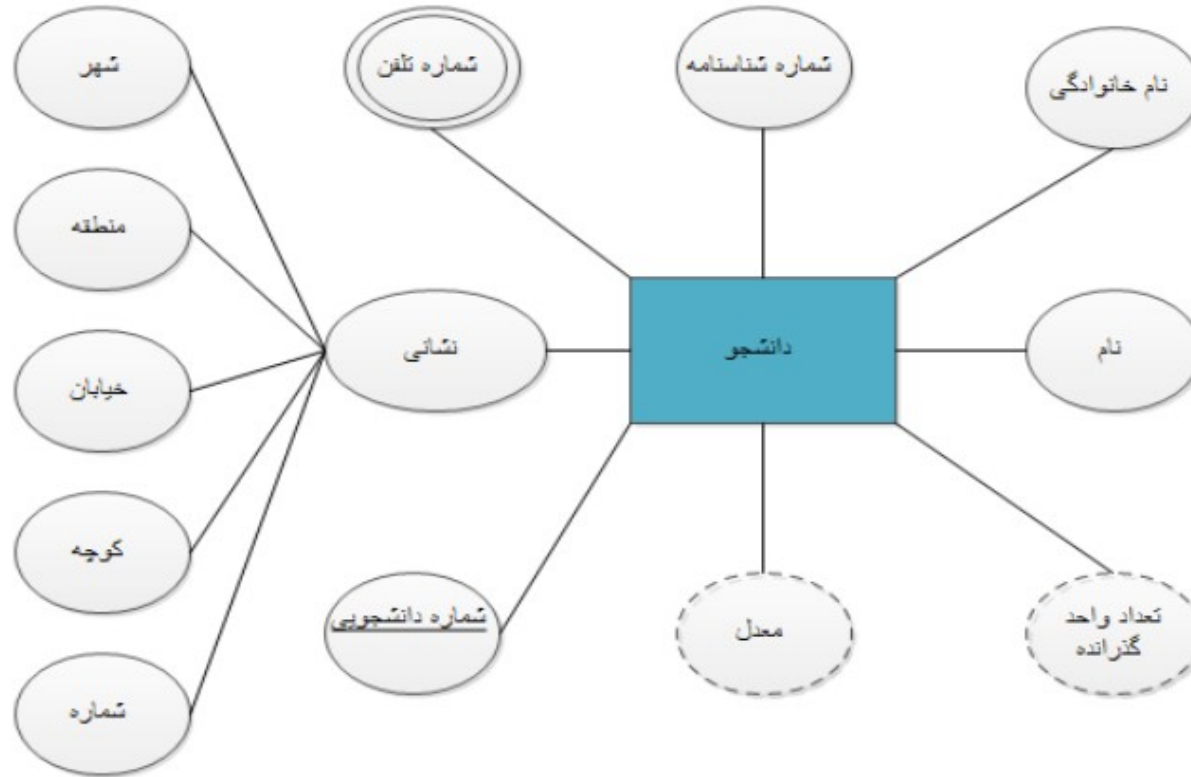 شهر
شماره تلفن
شماره شناسنامه
نام خانوادگی
منطقه
نشانی
دانشجو
نام
خیابان
کوچه
شماره دانشجویی
معدل
تعداد واحد
گذرانده
شماره